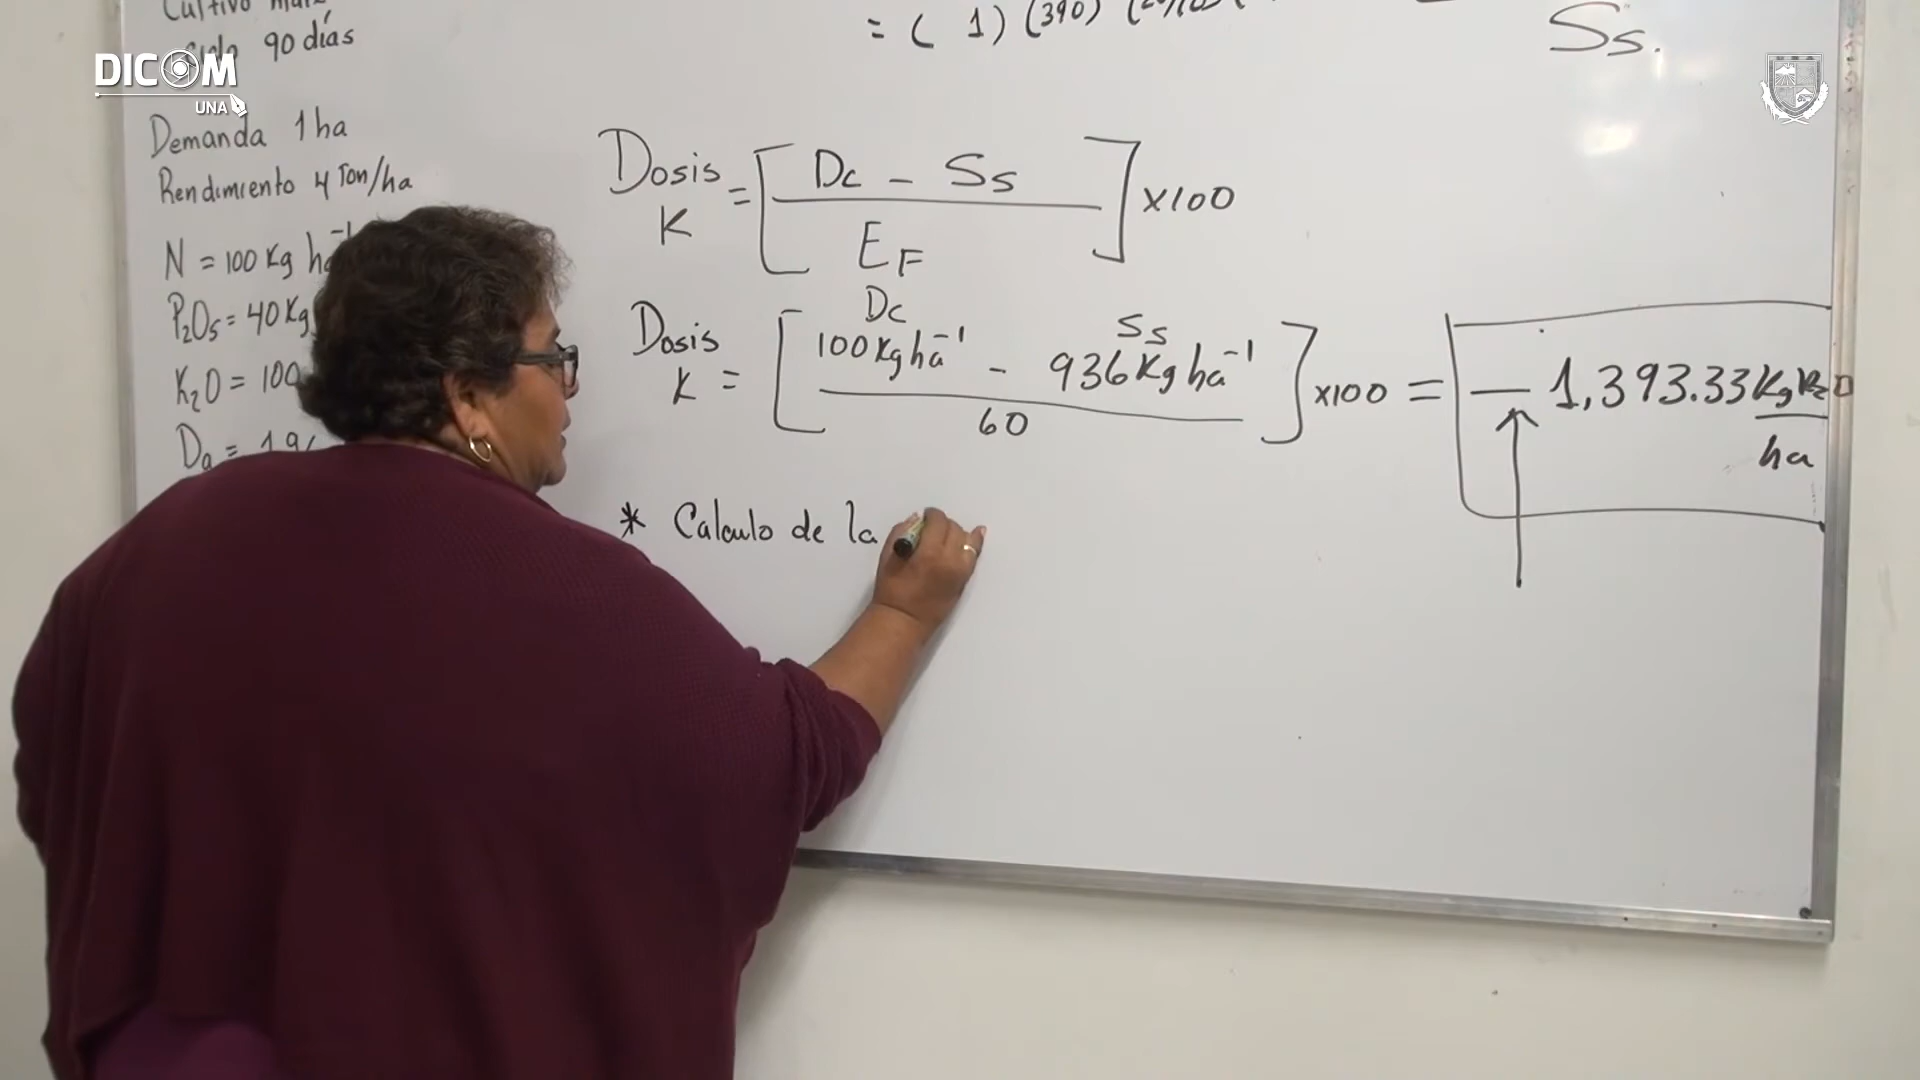 Cultivo
90 días
DICOM
UNA
Demanda 1 ha
Rendimiento 4 Ton/ha
N = 100 Kg
P₂O₅ = 40 Kg
K₂O = 100
Da =
= ( 1) (390)
Ss.
Dosis K = [ Dc - Ss / EF ] x100
Dc
Ss
Dosis K = [ 100 Kg ha⁻¹ - 936 Kg ha⁻¹ / 60 ] x100 = - 1,393.33 Kg K₂O / ha
* Calculo de la